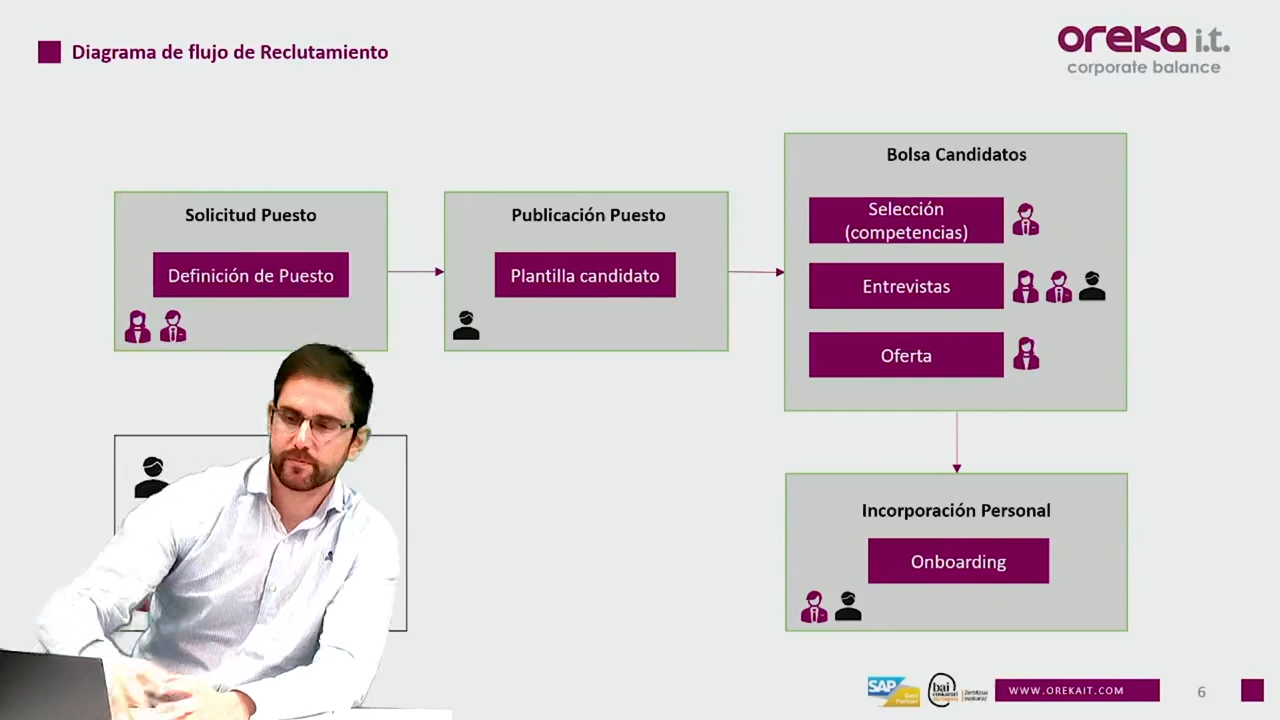 Diagrama de flujo de Reclutamiento
oreka i.t.
corporate balance
Solicitud Puesto
Definición de Puesto
Publicación Puesto
Plantilla candidato
Bolsa Candidatos
Selección
(competencias)
Entrevistas
Oferta
Incorporación Personal
Onboarding
SAP
bai
WWW.OREKAIT.COM
6